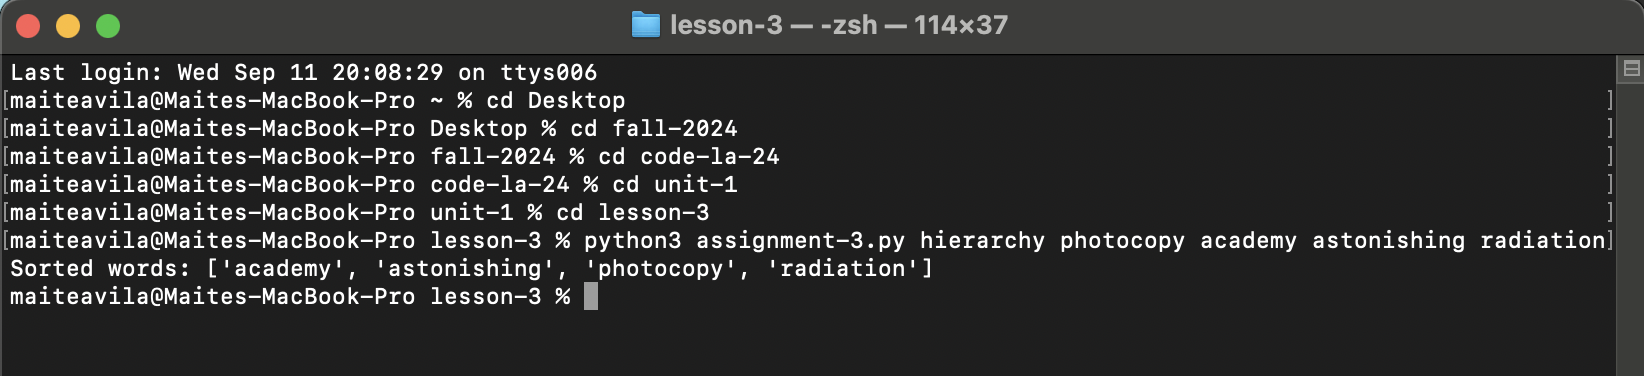 lesson-3 — -zsh — 114×37
Last login: Wed Sep 11 20:08:29 on ttys006
[maiteavila@Maites-MacBook-Pro ~ % cd Desktop ]
[maiteavila@Maites-MacBook-Pro Desktop % cd fall-2024 ]
[maiteavila@Maites-MacBook-Pro fall-2024 % cd code-la-24 ]
[maiteavila@Maites-MacBook-Pro code-la-24 % cd unit-1 ]
[maiteavila@Maites-MacBook-Pro unit-1 % cd lesson-3 ]
[maiteavila@Maites-MacBook-Pro lesson-3 % python3 assignment-3.py hierarchy photocopy academy astonishing radiation]
Sorted words: ['academy', 'astonishing', 'photocopy', 'radiation']
maiteavila@Maites-MacBook-Pro lesson-3 %